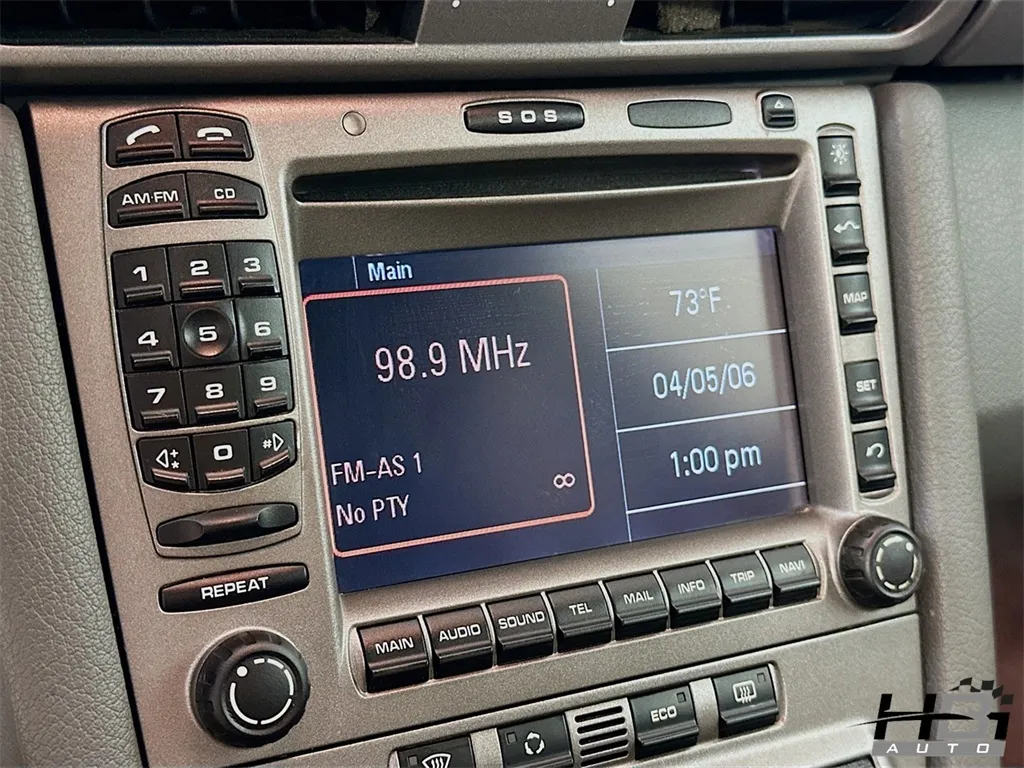 SOS
AM·FM CD
1 2 3
4 5 6
7 8 9
* 0 #
REPEAT
Main
98.9 MHz
FM-AS 1
No PTY
∞
73°F
04/05/06
1:00 pm
MAP
SET
MAIN AUDIO SOUND TEL MAIL INFO TRIP NAVI
ECO
HGI
AUTO